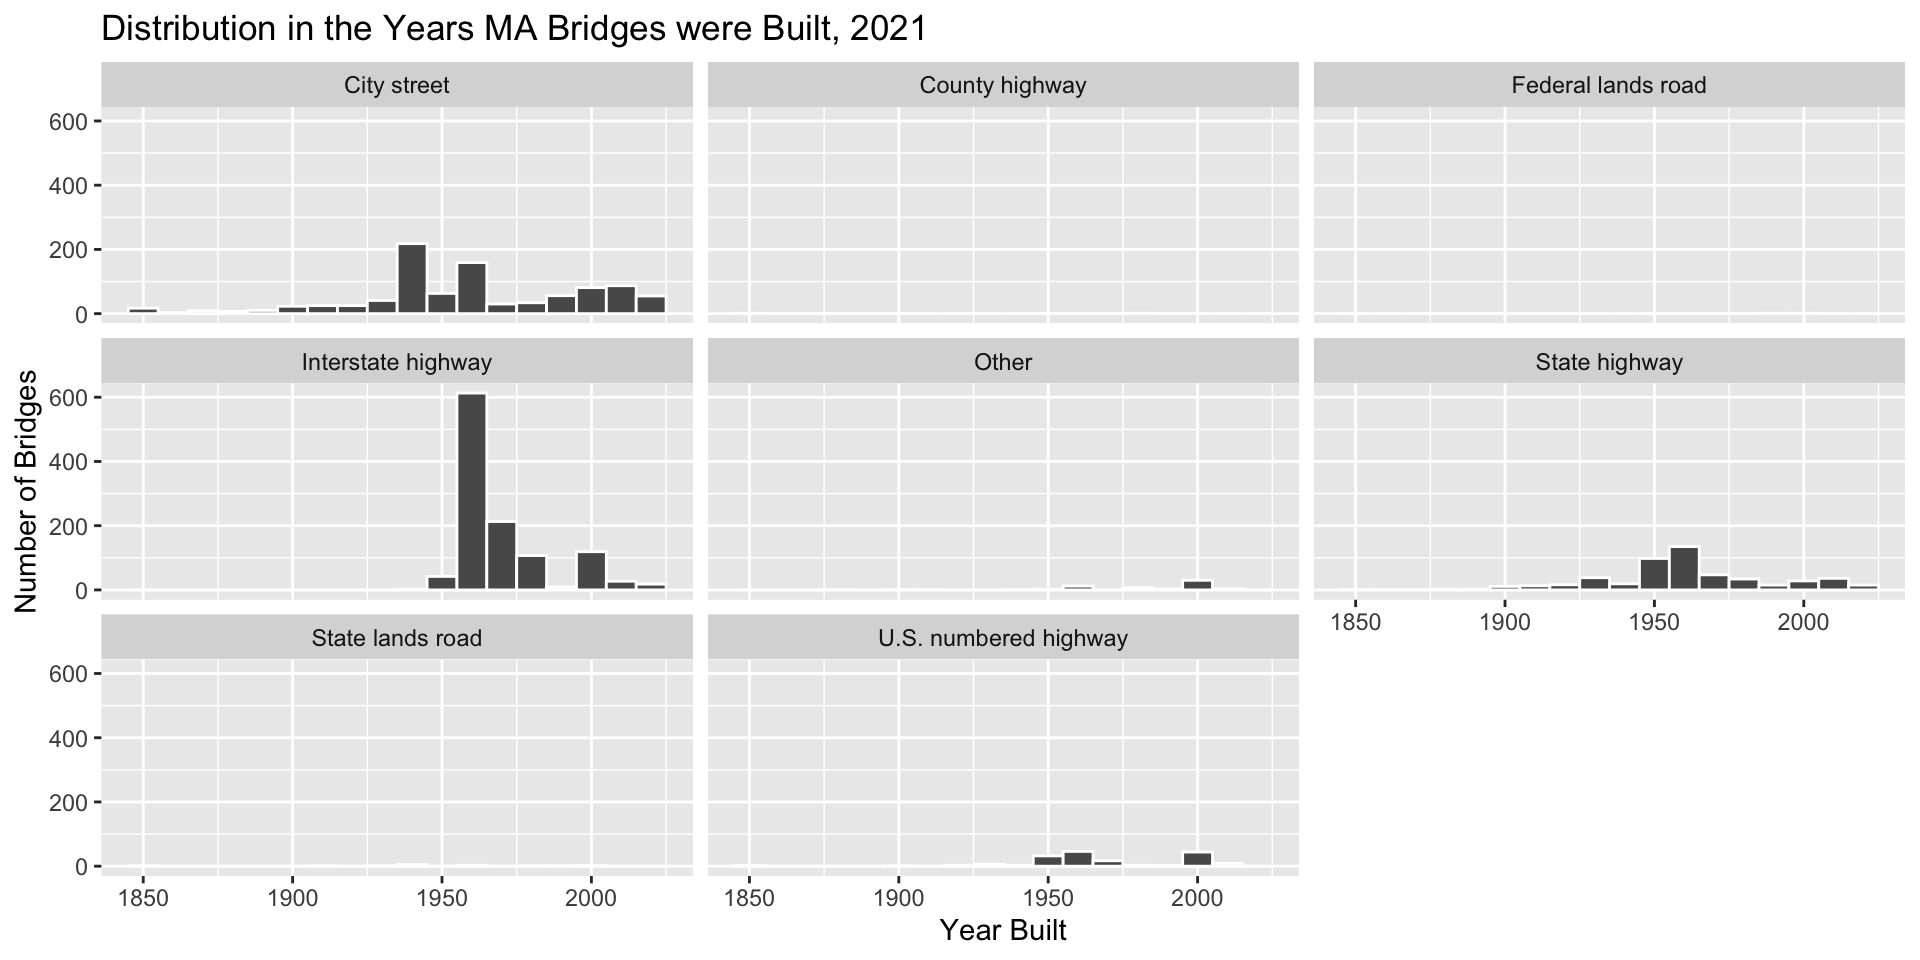 Distribution in the Years MA Bridges were Built, 2021
City street
County highway
Federal lands road
600
400
200
0
Interstate highway
Other
State highway
600
400
200
0
1850 1900 1950 2000
State lands road
U.S. numbered highway
600
400
200
0
1850 1900 1950 2000
1850 1900 1950 2000
Number of Bridges
Year Built